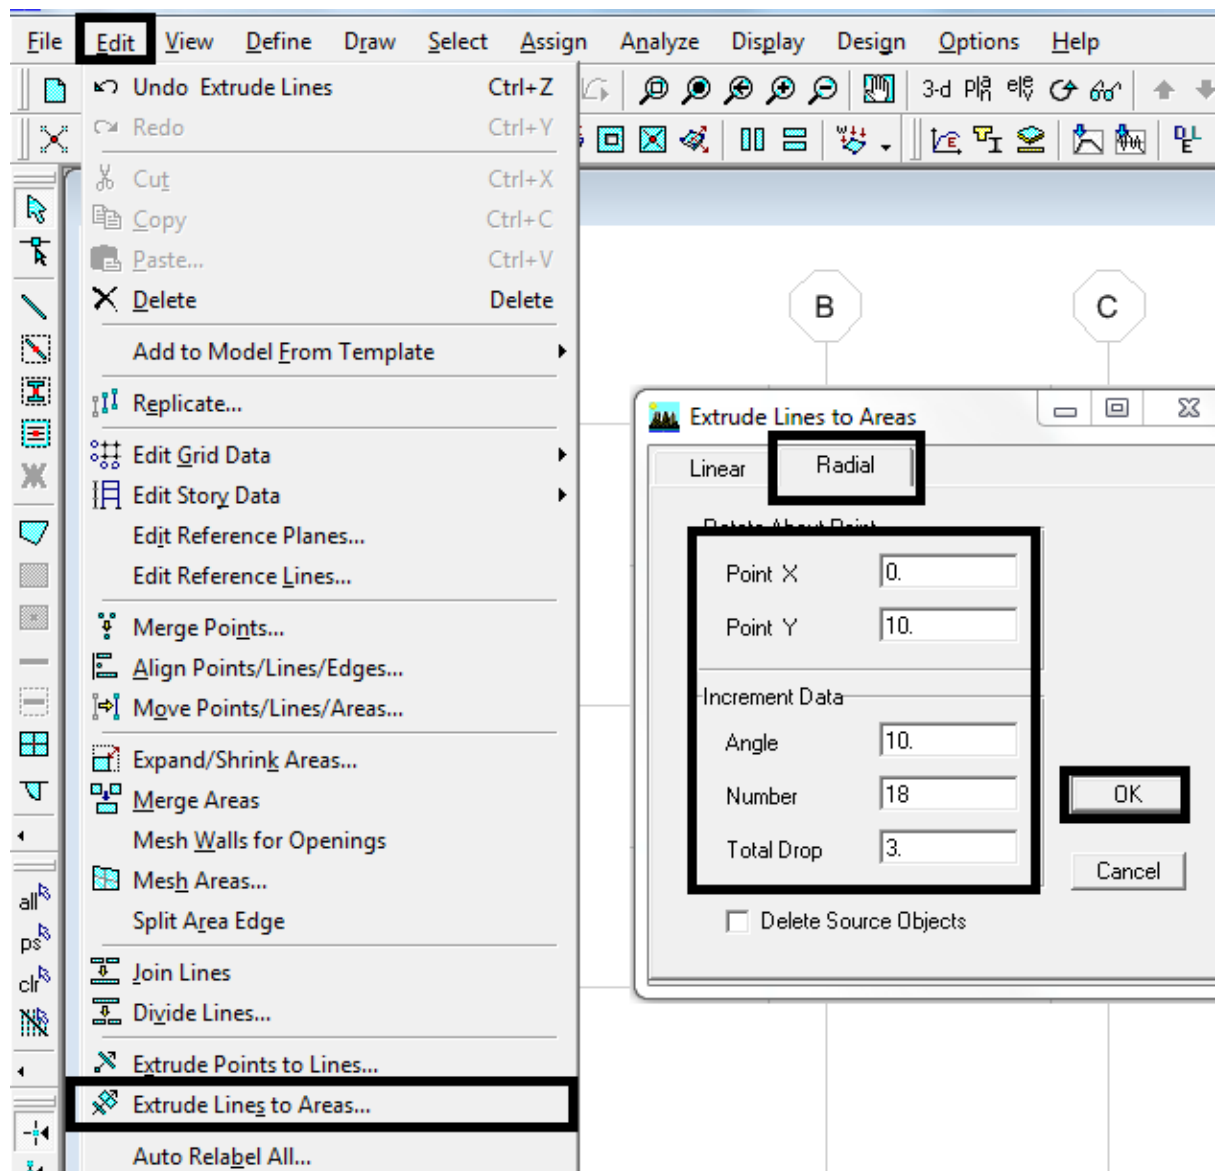 File Edit View Define Draw Select Assign Analyze Display Design Options Help
Undo Extrude Lines Ctrl+Z
3-d
Redo Ctrl+Y
Cut Ctrl+X
Copy Ctrl+C
Paste... Ctrl+V
Delete Delete
B C
Add to Model From Template
Replicate...
Extrude Lines to Areas
Edit Grid Data
Linear Radial
Edit Story Data
Rotate About Point
Edit Reference Planes...
Edit Reference Lines...
Point X 0.
Merge Points...
Point Y 10.
Align Points/Lines/Edges...
Move Points/Lines/Areas...
Increment Data
Angle 10.
Expand/Shrink Areas...
Merge Areas
Number 18 OK
Mesh Walls for Openings
Total Drop 3.
Mesh Areas...
Cancel
all
Split Area Edge
Delete Source Objects
ps
Join Lines
clr
Divide Lines...
Extrude Points to Lines...
Extrude Lines to Areas...
Auto Relabel All...